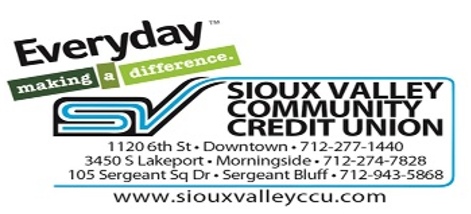 Everyday™
making a difference.
SV
SIOUX VALLEY
COMMUNITY
CREDIT UNION
1120 6th St • Downtown • 712-277-1440
3450 S Lakeport • Morningside • 712-274-7828
105 Sergeant Sq Dr • Sergeant Bluff • 712-943-5868
www.siouxvalleyccu.com